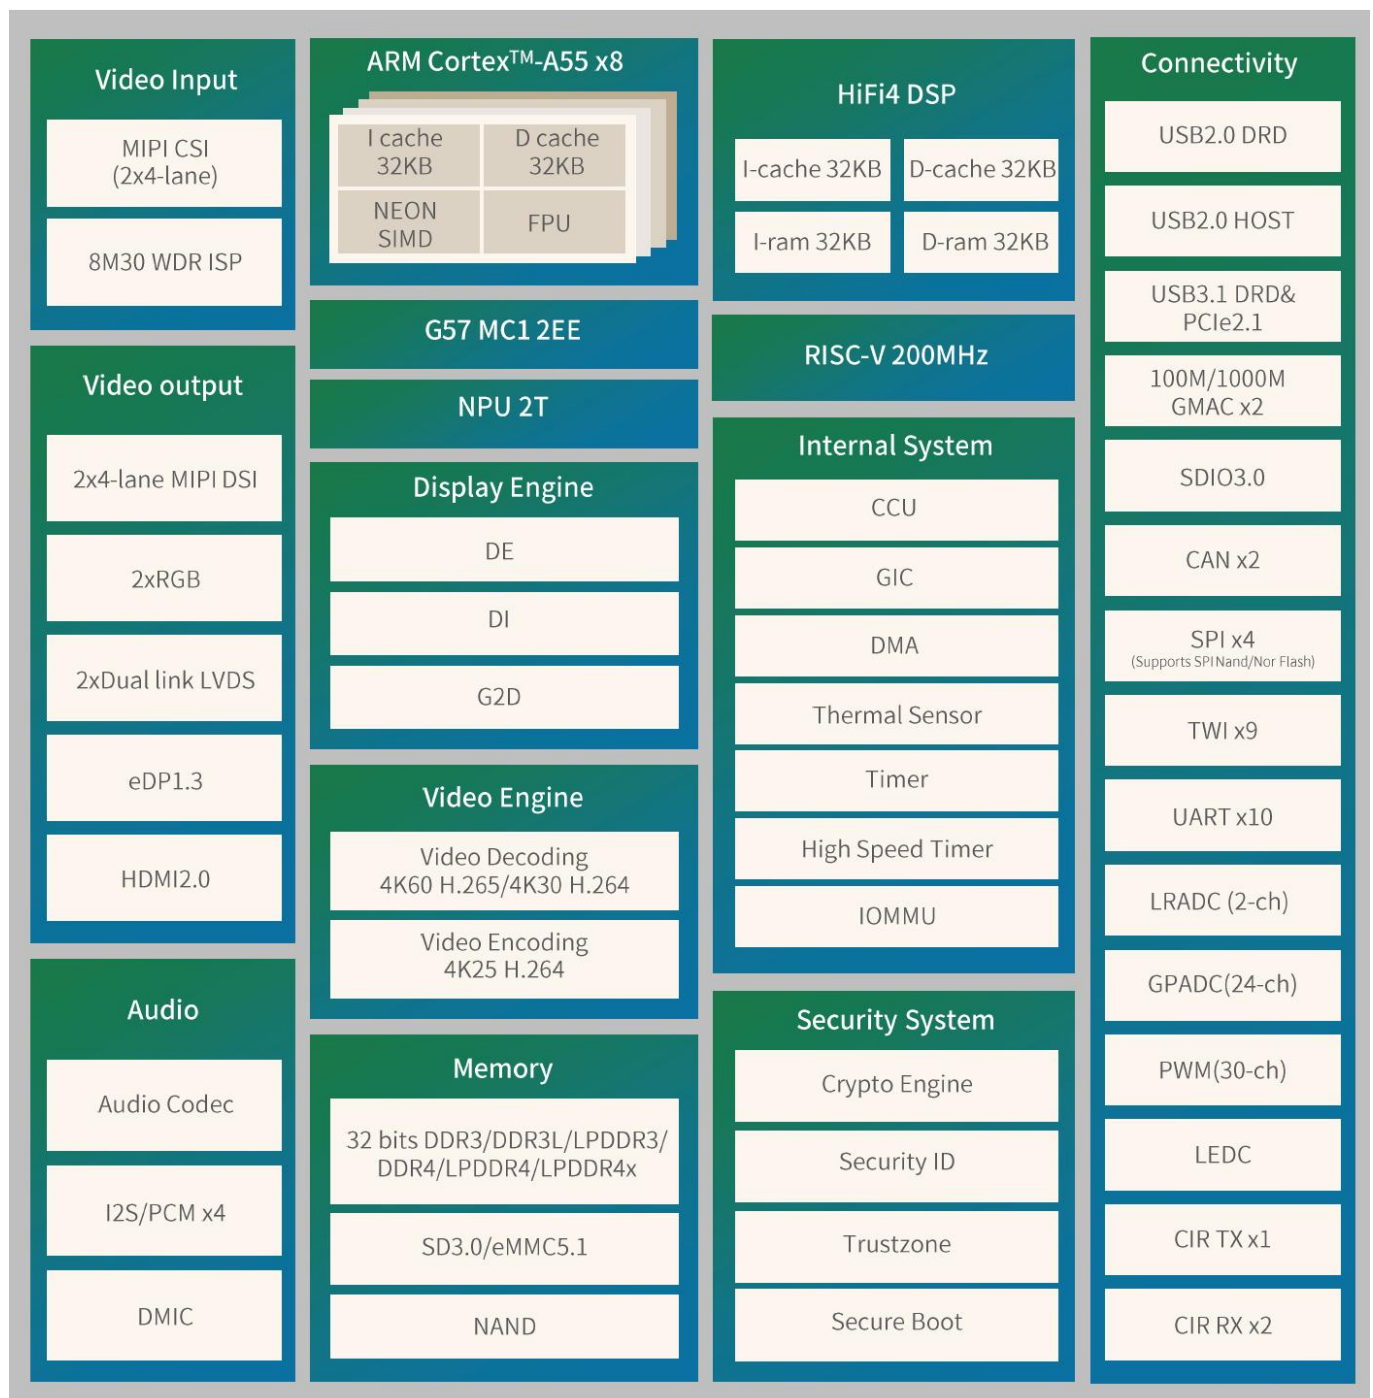 Video Input
MIPI CSI
(2x4-lane)
8M30 WDR ISP
Video output
2x4-lane MIPI DSI
2xRGB
2xDual link LVDS
eDP1.3
HDMI2.0
Audio
Audio Codec
I2S/PCM x4
DMIC
ARM Cortex™-A55 x8
I cache
32KB
D cache
32KB
NEON
SIMD
FPU
G57 MC1 2EE
NPU 2T
Display Engine
DE
DI
G2D
Video Engine
Video Decoding
4K60 H.265/4K30 H.264
Video Encoding
4K25 H.264
Memory
32 bits DDR3/DDR3L/LPDDR3/
DDR4/LPDDR4/LPDDR4x
SD3.0/eMMC5.1
NAND
HiFi4 DSP
I-cache 32KB
D-cache 32KB
I-ram 32KB
D-ram 32KB
RISC-V 200MHz
Internal System
CCU
GIC
DMA
Thermal Sensor
Timer
High Speed Timer
IOMMU
Security System
Crypto Engine
Security ID
Trustzone
Secure Boot
Connectivity
USB2.0 DRD
USB2.0 HOST
USB3.1 DRD&
PCIe2.1
100M/1000M
GMAC x2
SDIO3.0
CAN x2
SPI x4
(Supports SPI Nand/Nor Flash)
TWI x9
UART x10
LRADC (2-ch)
GPADC(24-ch)
PWM(30-ch)
LEDC
CIR TX x1
CIR RX x2